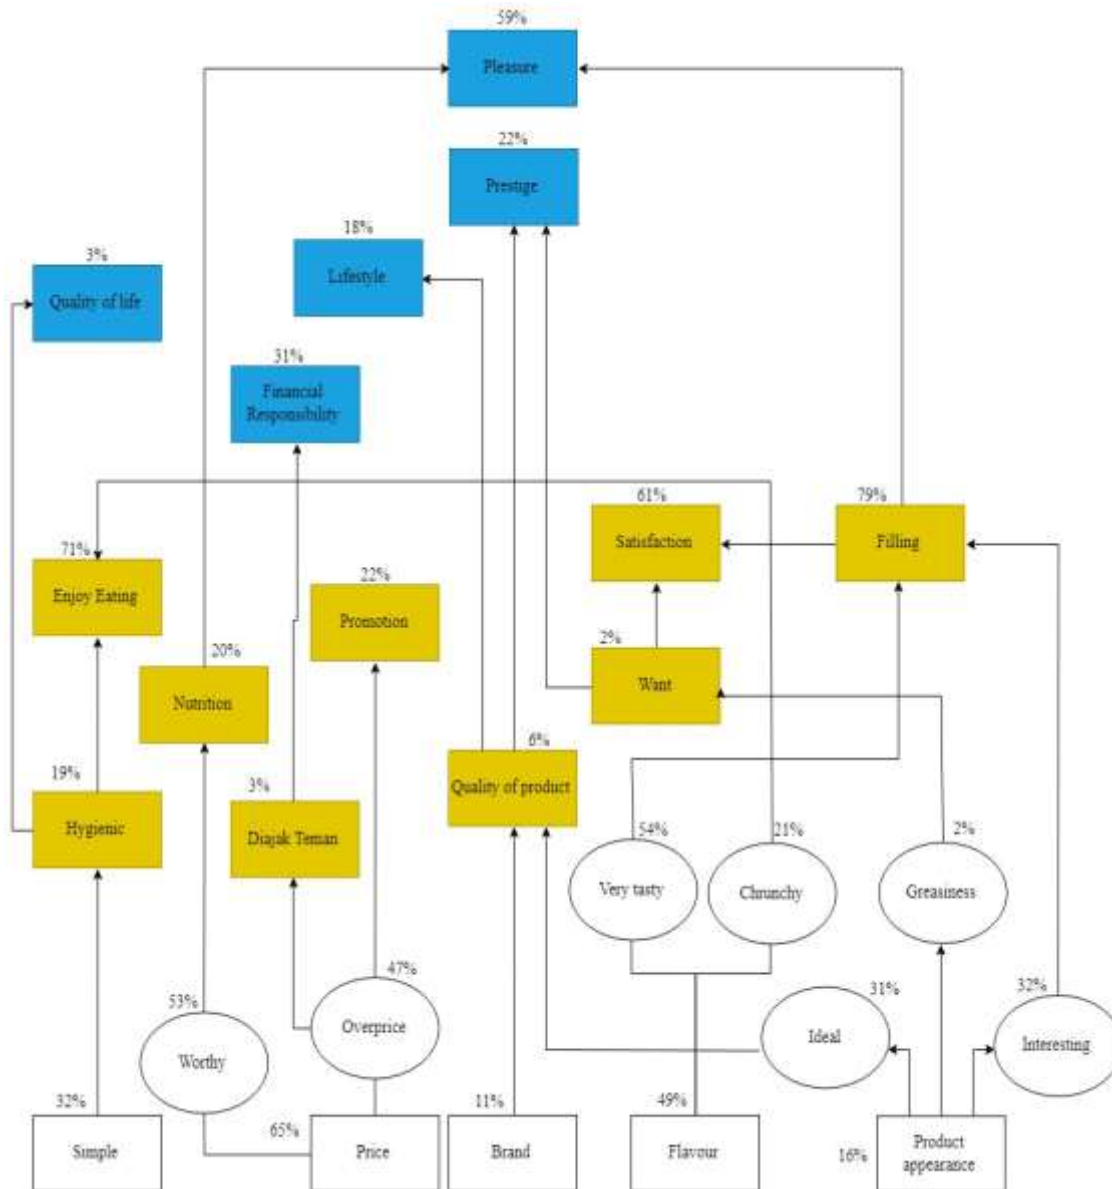 59%
Pleasure
22%
Prestige
18%
Lifestyle
3%
Quality of life
31%
Financial
Responsibility
61%
Satisfaction
79%
Filling
71%
Enjoy Eating
22%
Promotion
2%
Want
20%
Nutrition
6%
Quality of product
19%
Hygienic
3%
Diajak Teman
54%
Very tasty
21%
Chrunchy
2%
Greasiness
53%
Worthy
47%
Overprice
31%
Ideal
32%
Interesting
32%
Simple
65%
Price
11%
Brand
49%
Flavour
16%
Product
appearance